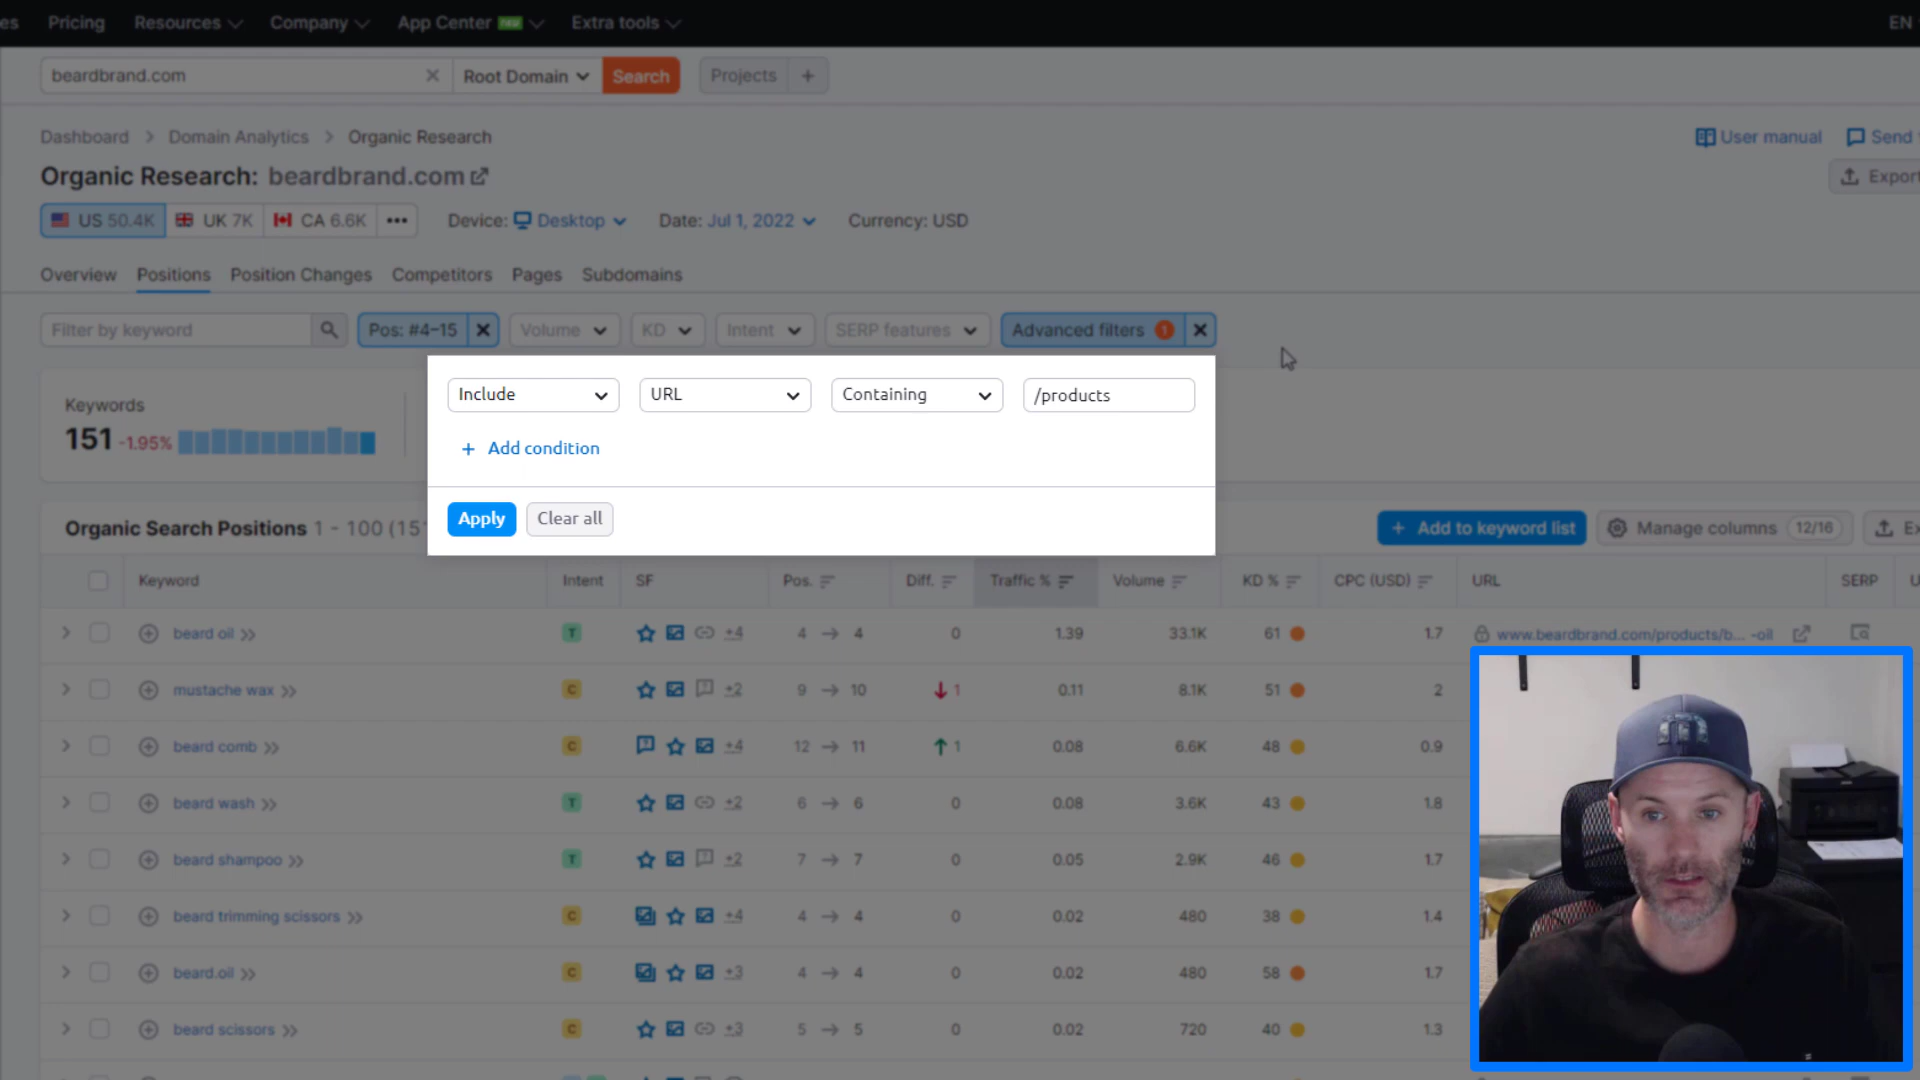 es Pricing Resources Company App Center FREE Extra tools EN
beardbrand.com Root Domain Search Projects +
Dashboard > Domain Analytics > Organic Research User manual Send
Organic Research: beardbrand.com Export
US 50.4K UK 7K CA 6.6K ••• Device: Desktop Date: Jul 1, 2022 Currency: USD
Overview Positions Position Changes Competitors Pages Subdomains
Filter by keyword Pos: #4–15 Volume KD Intent SERP features Advanced filters 1
Include URL Containing /products
Keywords
151 -1.95%
+ Add condition
Apply Clear all
Organic Search Positions 1 - 100 (15 + Add to keyword list Manage columns 12/16 Ex
Keyword Intent SF Pos. Diff. Traffic % Volume KD % CPC (USD) URL SERP U
beard oil T +4 4 → 4 0 1.39 33.1K 61 1.7 www.beardbrand.com/products/b... -oil
mustache wax C +2 9 → 10 ↓ 1 0.11 8.1K 51 2
beard comb C +4 12 → 11 ↑ 1 0.08 6.6K 48 0.9
beard wash T +2 6 → 6 0 0.08 3.6K 43 1.8
beard shampoo T +2 7 → 7 0 0.05 2.9K 46 1.7
beard trimming scissors C +4 4 → 4 0 0.02 480 38 1.4
beard.oil C +3 4 → 4 0 0.02 480 58 1.7
beard scissors C +3 5 → 5 0 0.02 720 40 1.3